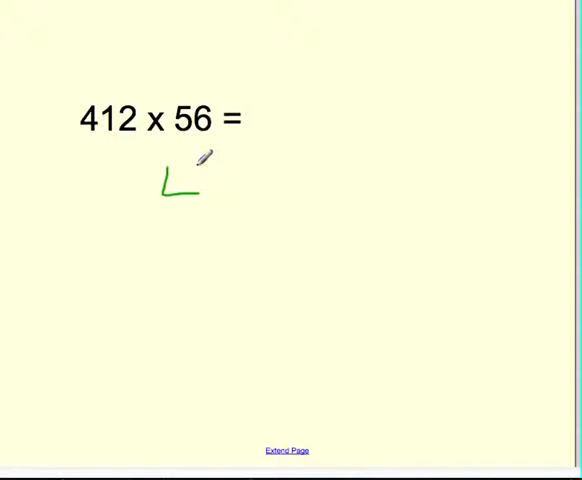 412 x 56 =
Extend Page